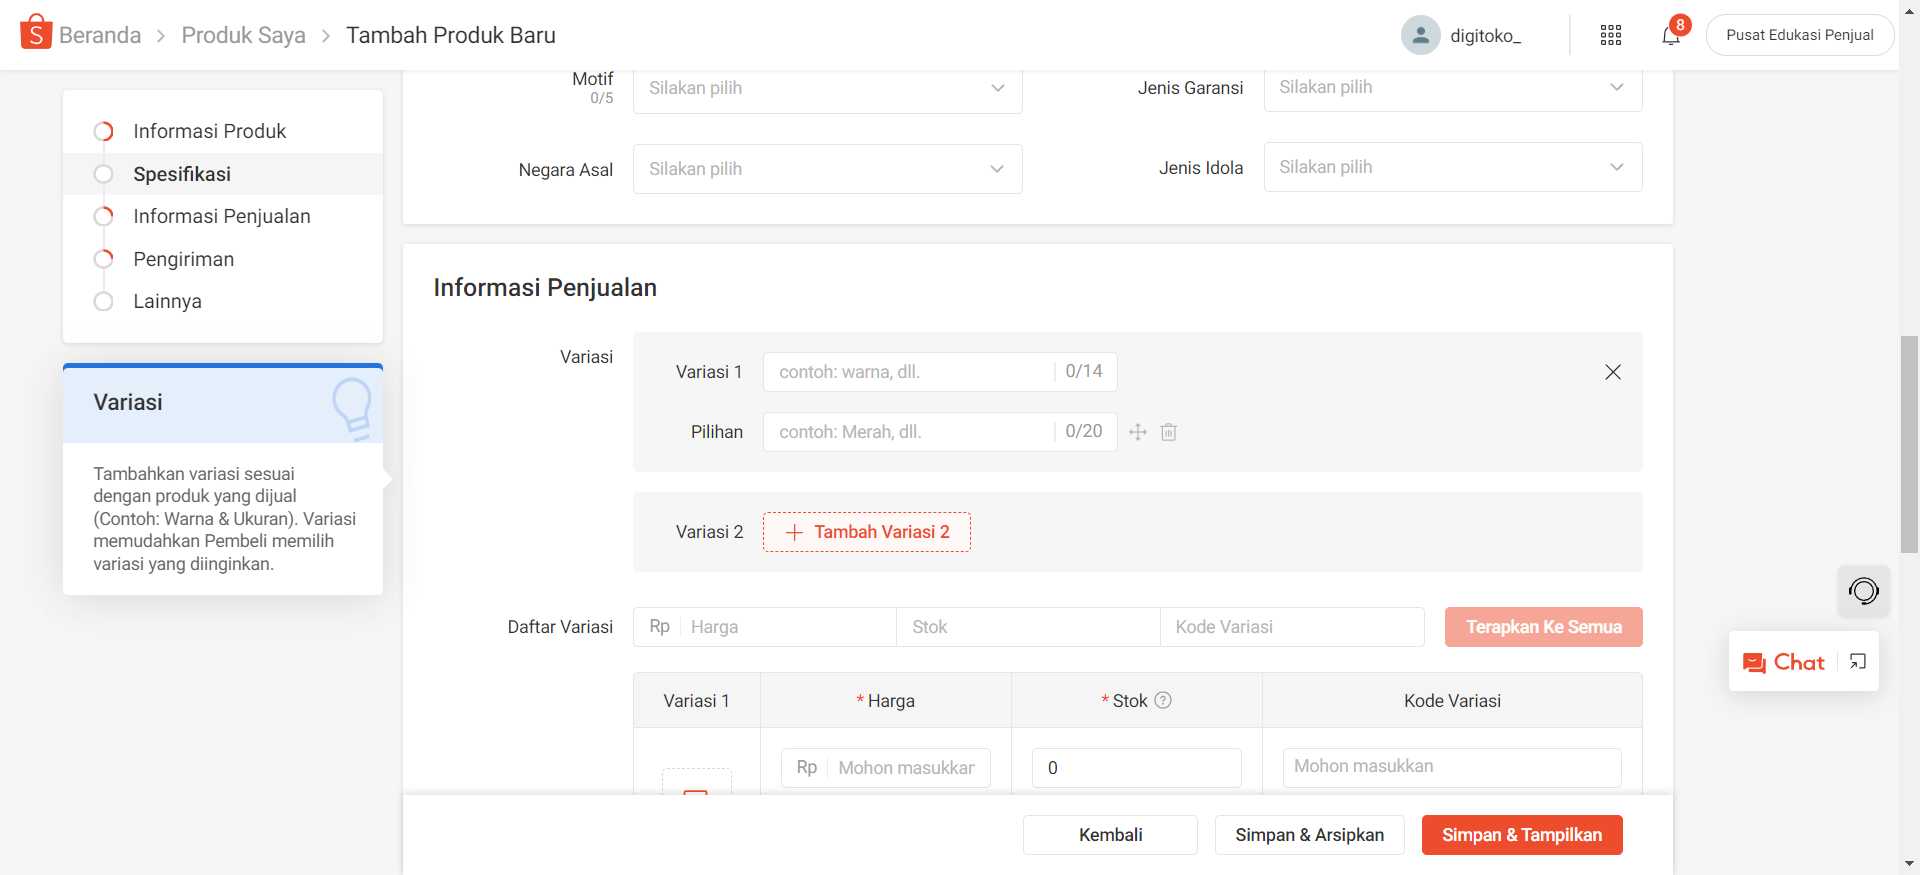 Beranda > Produk Saya > Tambah Produk Baru
digitoko_
8
Pusat Edukasi Penjual
Informasi Produk
Spesifikasi
Informasi Penjualan
Pengiriman
Lainnya
Variasi
Tambahkan variasi sesuai
dengan produk yang dijual
(Contoh: Warna & Ukuran). Variasi
memudahkan Pembeli memilih
variasi yang diinginkan.
Motif
0/5
Silakan pilih
Jenis Garansi
Silakan pilih
Negara Asal
Silakan pilih
Jenis Idola
Silakan pilih
Informasi Penjualan
Variasi
Variasi 1
contoh: warna, dll.
0/14
Pilihan
contoh: Merah, dll.
0/20
Variasi 2
Tambah Variasi 2
Daftar Variasi
Rp
Harga
Stok
Kode Variasi
Terapkan Ke Semua
Variasi 1
* Harga
* Stok ?
Kode Variasi
Rp
Mohon masukkan
0
Mohon masukkan
Chat
Kembali
Simpan & Arsipkan
Simpan & Tampilkan